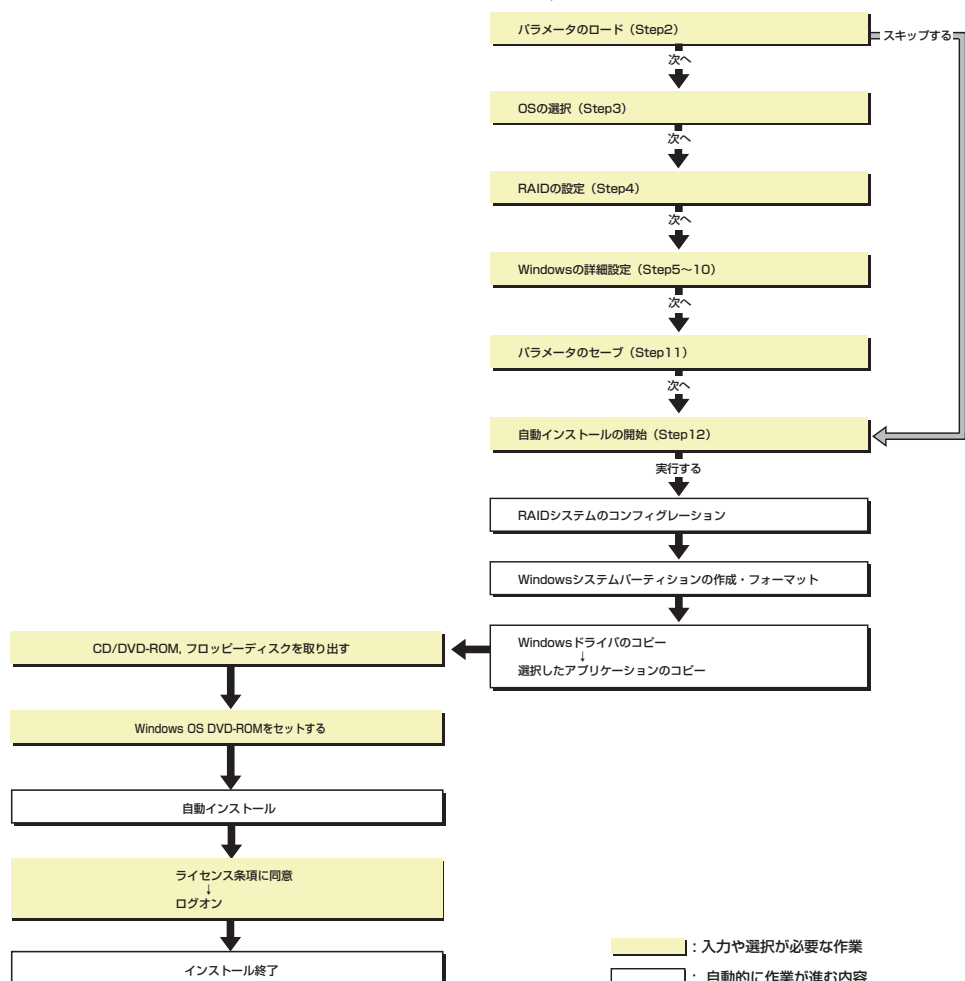 パラメータのロード（Step2）
スキップする
次へ
OSの選択（Step3）
次へ
RAIDの設定（Step4）
次へ
Windowsの詳細設定（Step5～10）
次へ
パラメータのセーブ（Step11）
次へ
自動インストールの開始（Step12）
実行する
RAIDシステムのコンフィグレーション
Windowsシステムパーティションの作成・フォーマット
Windowsドライバのコピー
↓
選択したアプリケーションのコピー
CD/DVD-ROM, フロッピーディスクを取り出す
Windows OS DVD-ROMをセットする
自動インストール
ライセンス条項に同意
↓
ログオン
インストール終了
：入力や選択が必要な作業
：自動的に作業が進む内容